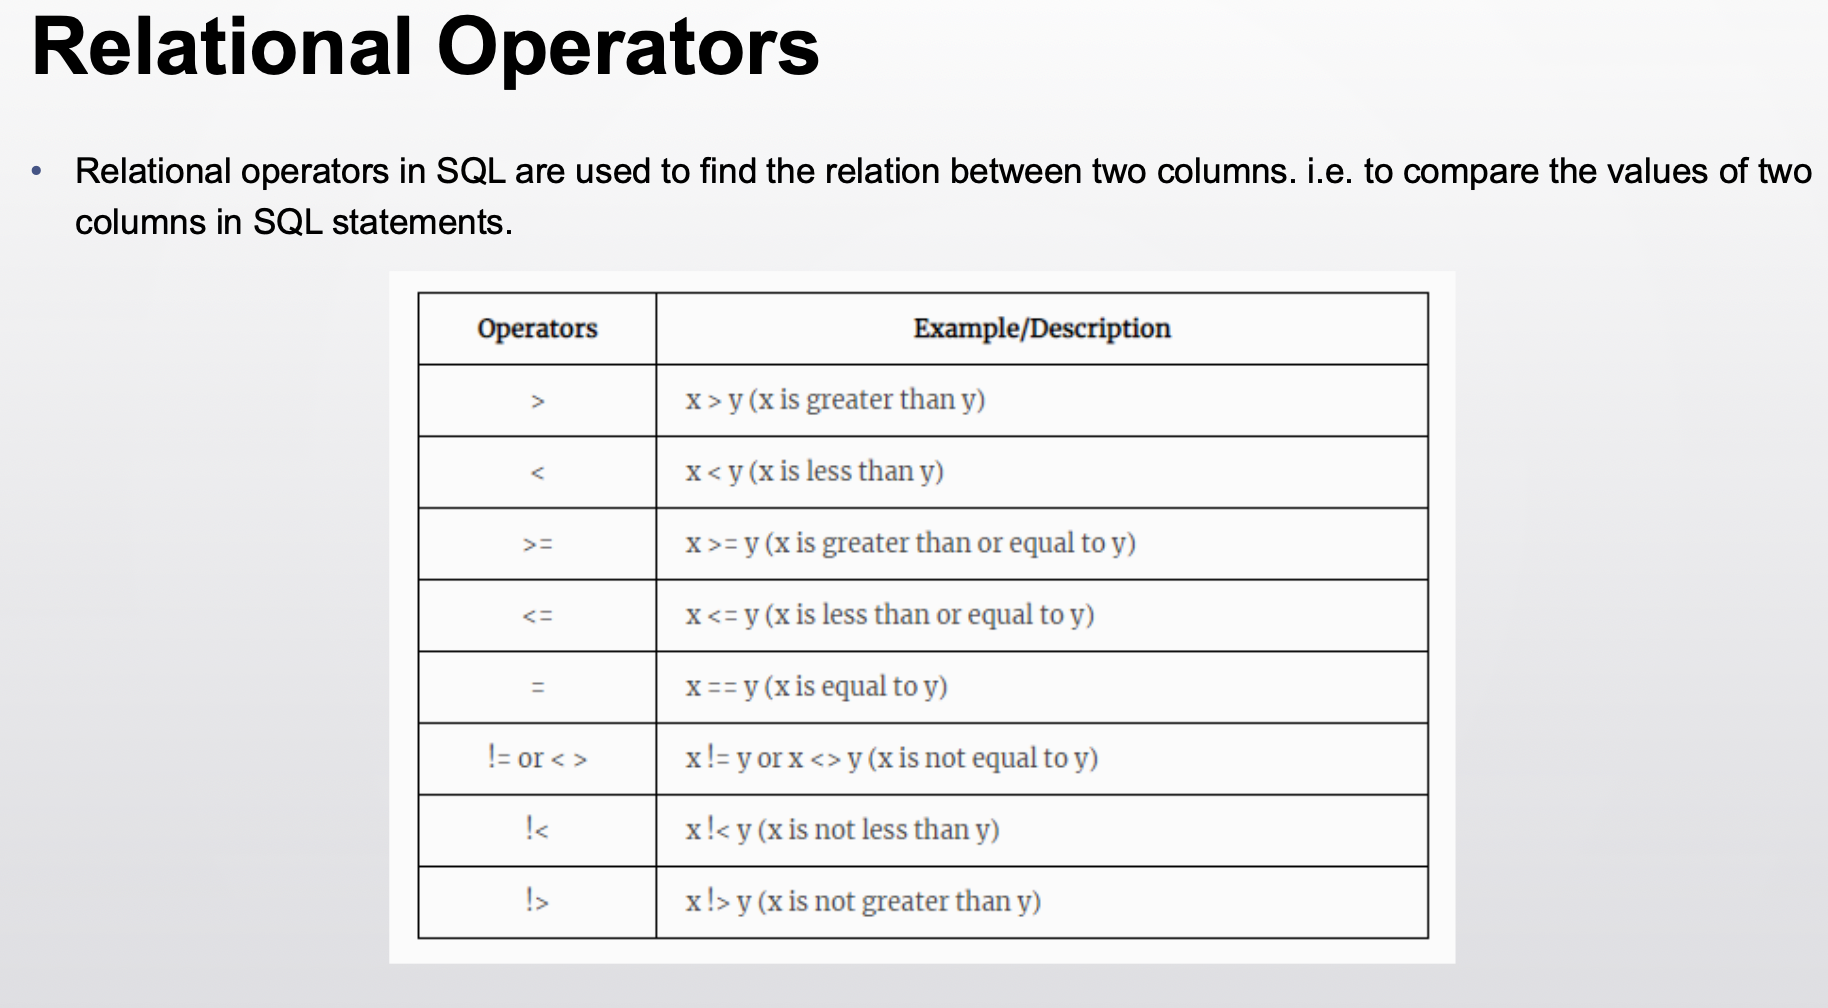 Relational Operators
• Relational operators in SQL are used to find the relation between two columns. i.e. to compare the values of two
columns in SQL statements.
Operators Example/Description
> x > y (x is greater than y)
< x < y (x is less than y)
>= x >= y (x is greater than or equal to y)
<= x <= y (x is less than or equal to y)
= x == y (x is equal to y)
!= or < > x != y or x <> y (x is not equal to y)
!< x !< y (x is not less than y)
!> x !> y (x is not greater than y)